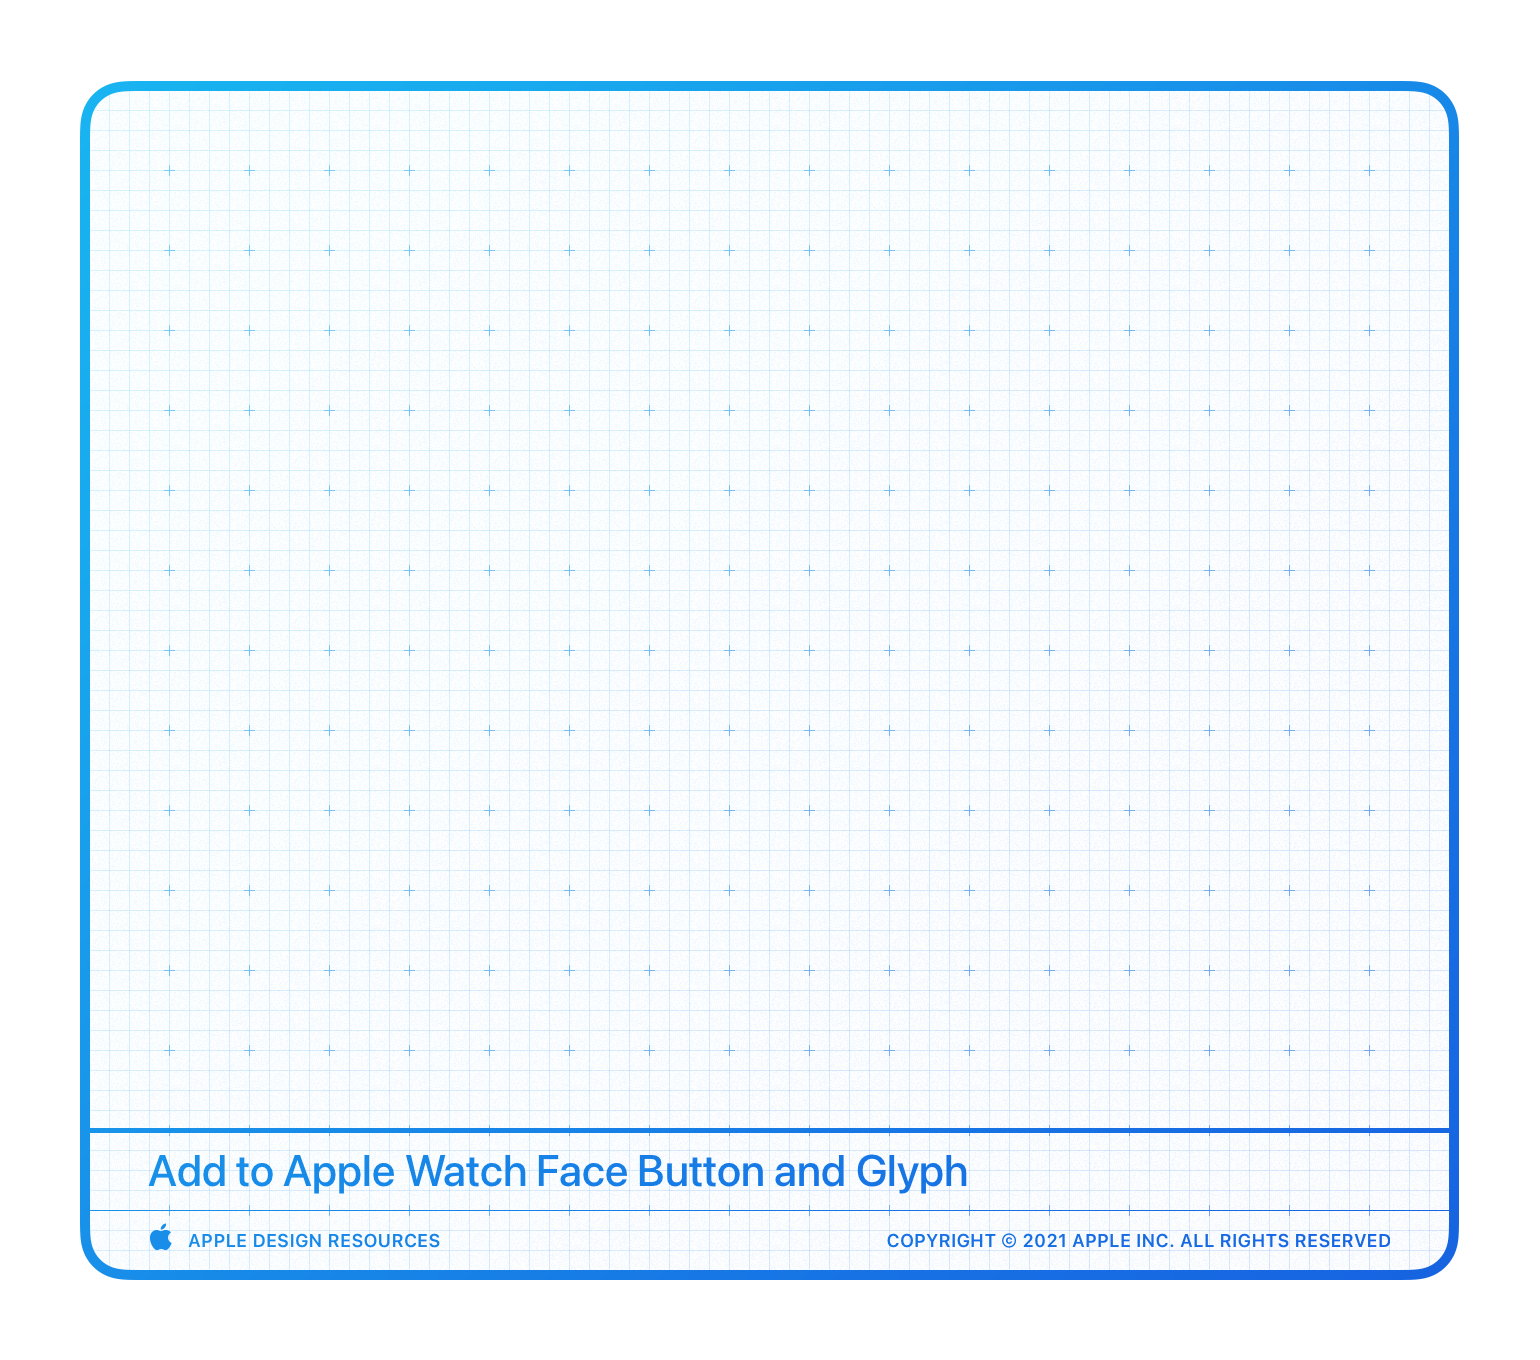 Add to Apple Watch Face Button and Glyph
APPLE DESIGN RESOURCES
COPYRIGHT © 2021 APPLE INC. ALL RIGHTS RESERVED